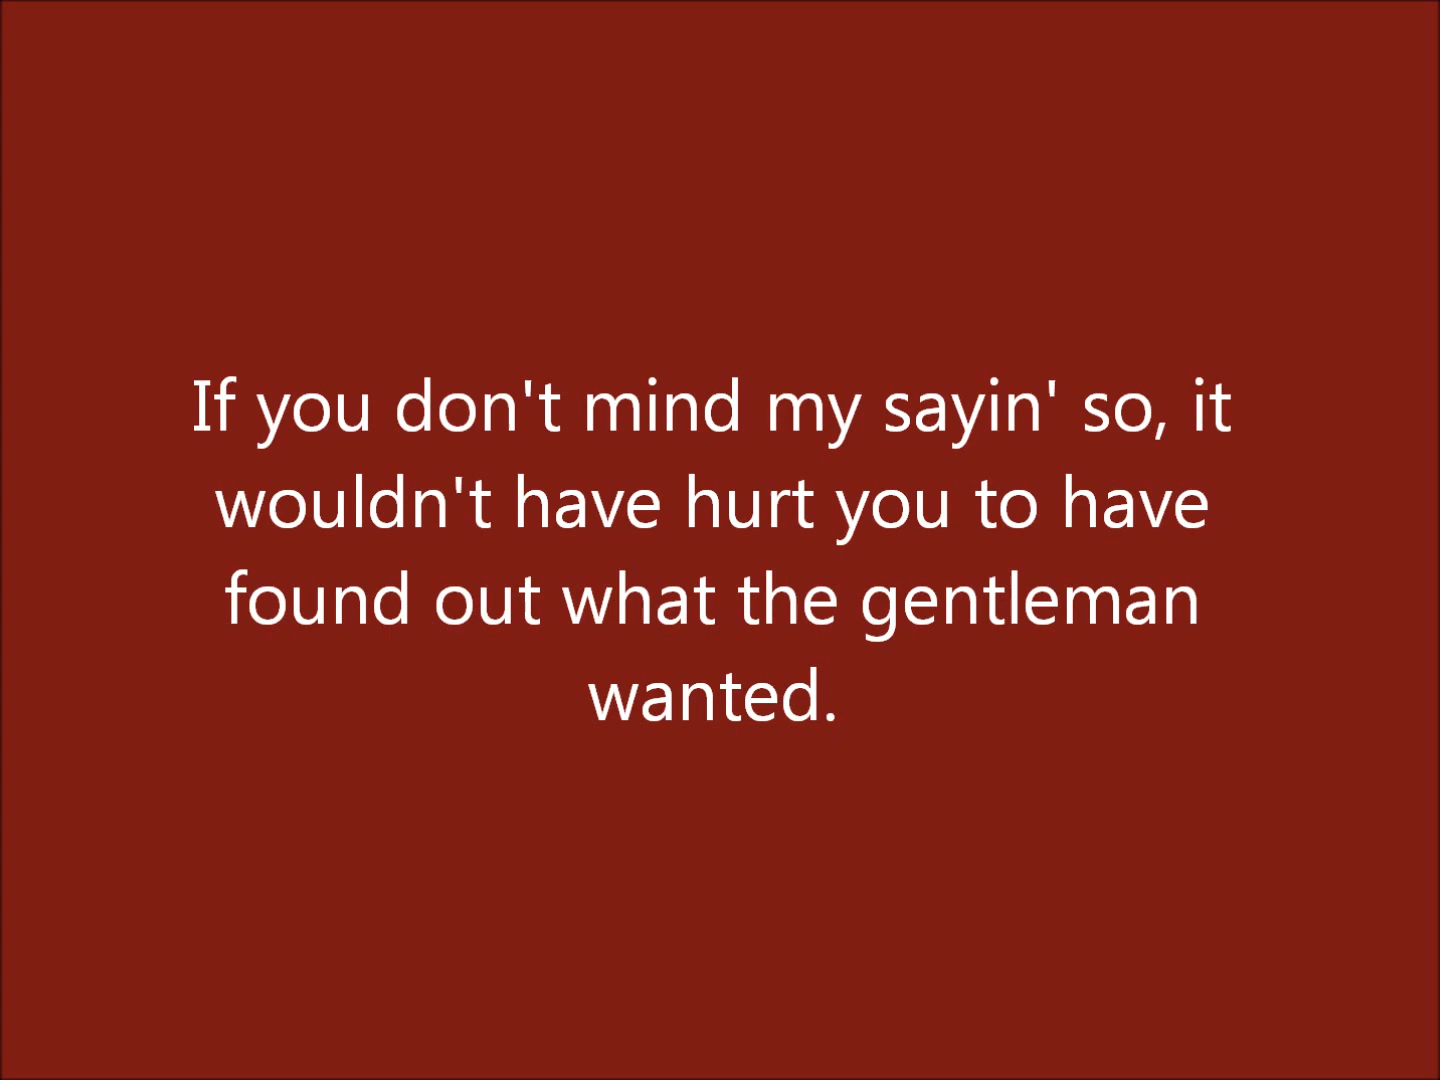 If you don't mind my sayin' so, it
wouldn't have hurt you to have
found out what the gentleman
wanted.